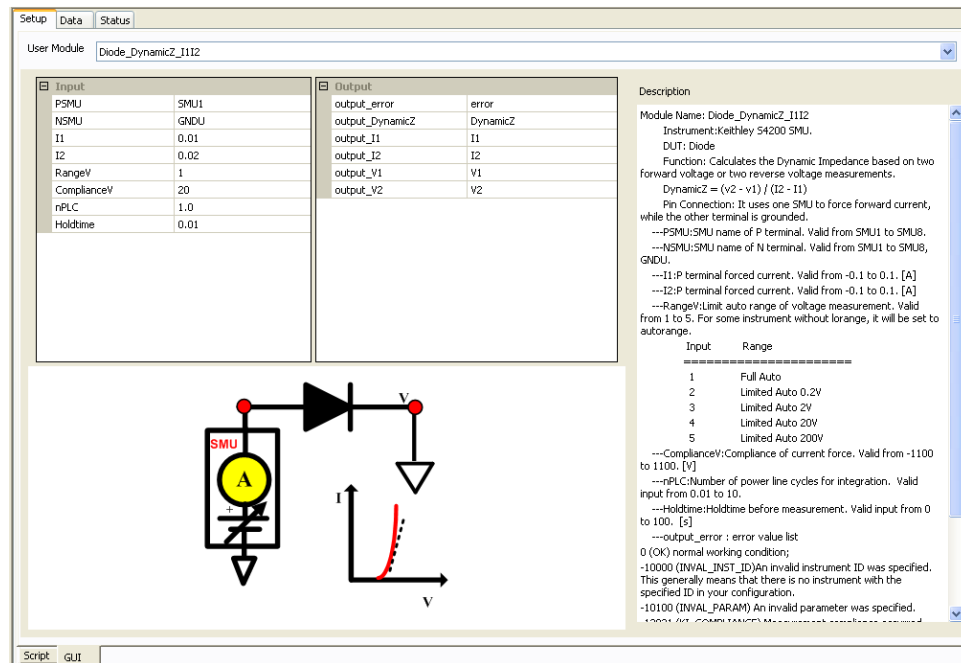 Setup Data Status
User Module Diode_DynamicZ_I1I2
Input
PSMU SMU1
NSMU GNDU
I1 0.01
I2 0.02
RangeV 1
ComplianceV 20
nPLC 1.0
Holdtime 0.01
Output
output_error error
output_DynamicZ DynamicZ
output_I1 I1
output_I2 I2
output_V1 V1
output_V2 V2
Description
Module Name: Diode_DynamicZ_I1I2
Instrument:Keithley S4200 SMU.
DUT: Diode
Function: Calculates the Dynamic Impedance based on two
forward voltage or two reverse voltage measurements.
DynamicZ = (v2 - v1) / (I2 - I1)
Pin Connection: It uses one SMU to force forward current,
while the other terminal is grounded.
---PSMU:SMU name of P terminal. Valid from SMU1 to SMU8.
---NSMU:SMU name of N terminal. Valid from SMU1 to SMU8,
GNDU.
---I1:P terminal forced current. Valid from -0.1 to 0.1. [A]
---I2:P terminal forced current. Valid from -0.1 to 0.1. [A]
---RangeV:Limit auto range of voltage measurement. Valid
from 1 to 5. For some instrument without lorange, it will be set to
autorange.
Input Range
======================
1 Full Auto
2 Limited Auto 0.2V
3 Limited Auto 2V
4 Limited Auto 20V
5 Limited Auto 200V
---ComplianceV:Compliance of current force. Valid from -1100
to 1100. [V]
---nPLC:Number of power line cycles for integration. Valid
input from 0.01 to 10.
---Holdtime:Holdtime before measurement. Valid input from 0
to 100. [s]
---output_error : error value list
0 (OK) normal working condition;
-10000 (INVAL_INST_ID)An invalid instrument ID was specified.
This generally means that there is no instrument with the
specified ID in your configuration.
-10100 (INVAL_PARAM) An invalid parameter was specified.
V
SMU
A
+
I
V
Script GUI